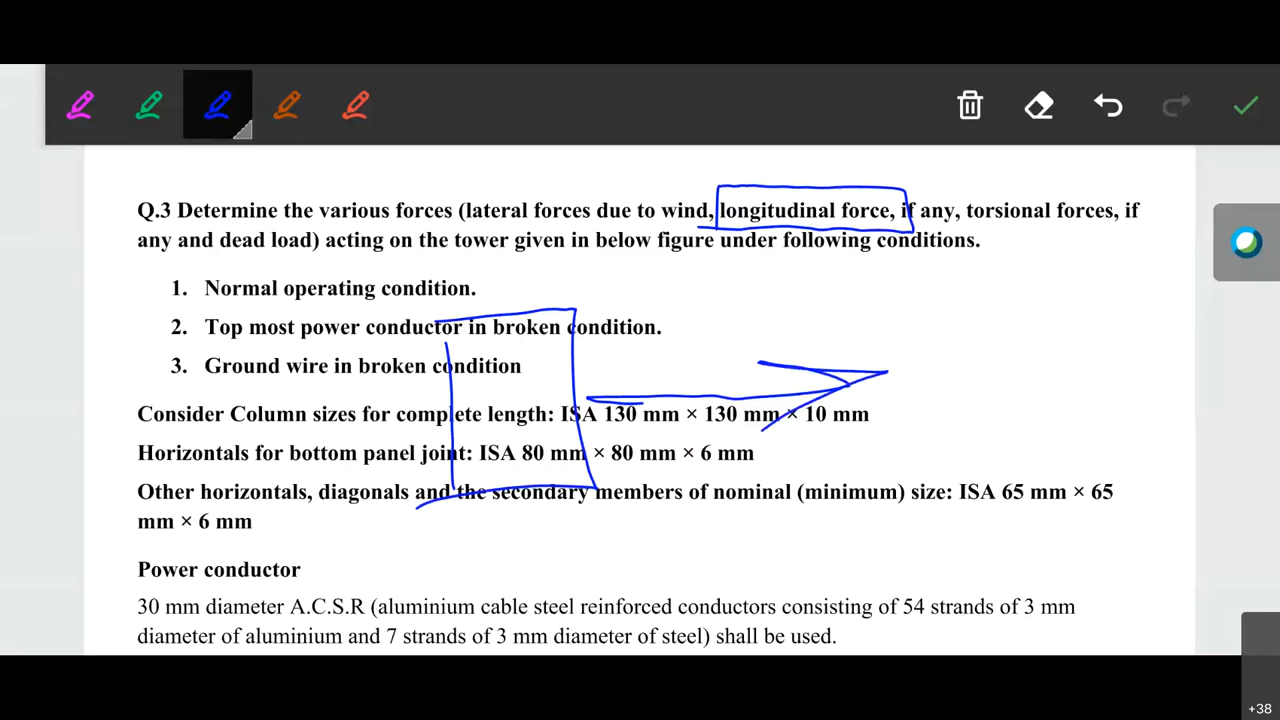 Q.3 Determine the various forces (lateral forces due to wind, longitudinal force, if any, torsional forces, if
any and dead load) acting on the tower given in below figure under following conditions.
1. Normal operating condition.
2. Top most power conductor in broken condition.
3. Ground wire in broken condition
Consider Column sizes for complete length: ISA 130 mm × 130 mm × 10 mm
Horizontals for bottom panel joint: ISA 80 mm × 80 mm × 6 mm
Other horizontals, diagonals and the secondary members of nominal (minimum) size: ISA 65 mm × 65
mm × 6 mm
Power conductor
30 mm diameter A.C.S.R (aluminium cable steel reinforced conductors consisting of 54 strands of 3 mm
diameter of aluminium and 7 strands of 3 mm diameter of steel) shall be used.
+38